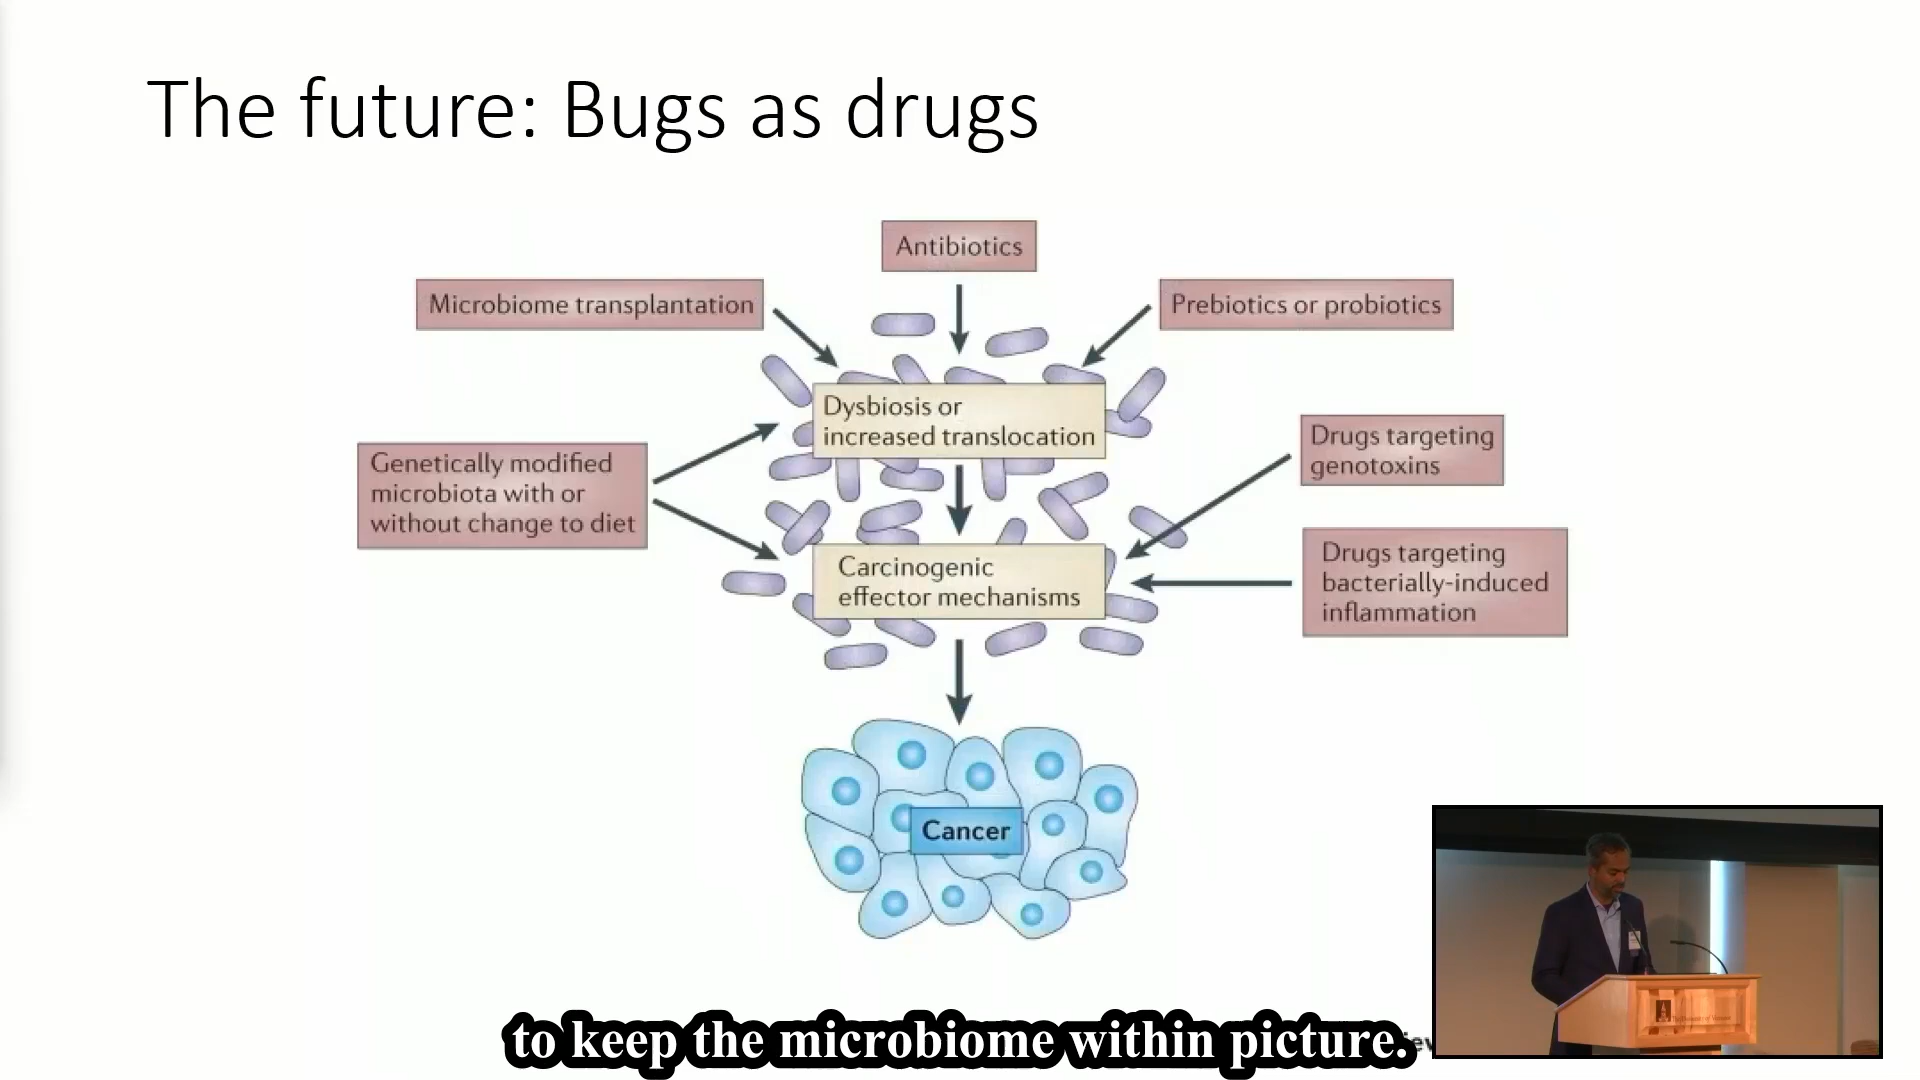 The future: Bugs as drugs
Antibiotics
Microbiome transplantation
Prebiotics or probiotics
Dysbiosis or
increased translocation
Genetically modified
microbiota with or
without change to diet
Drugs targeting
genotoxins
Carcinogenic
effector mechanisms
Drugs targeting
bacterially-induced
inflammation
Cancer
to keep the microbiome within picture.